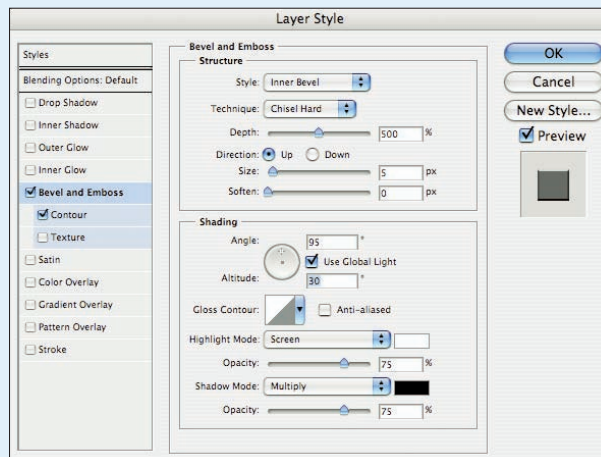 Layer Style
Styles
Blending Options: Default
Drop Shadow
Inner Shadow
Outer Glow
Inner Glow
Bevel and Emboss
Contour
Texture
Satin
Color Overlay
Gradient Overlay
Pattern Overlay
Stroke
Bevel and Emboss
Structure
Style: Inner Bevel
Technique: Chisel Hard
Depth: 500 %
Direction: Up Down
Size: 5 px
Soften: 0 px
Shading
Angle: 95 °
Use Global Light
Altitude: 30 °
Gloss Contour: Anti-aliased
Highlight Mode: Screen
Opacity: 75 %
Shadow Mode: Multiply
Opacity: 75 %
OK
Cancel
New Style...
Preview